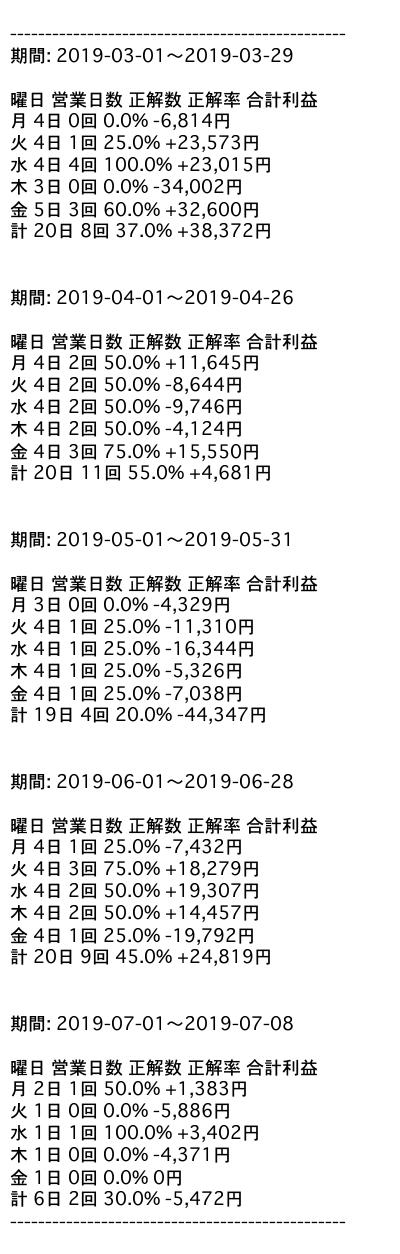 ------------------------------------------------
期間: 2019-03-01〜2019-03-29
曜日 営業日数 正解数 正解率 合計利益
月 4日 0回 0.0% -6,814円
火 4日 1回 25.0% +23,573円
水 4日 4回 100.0% +23,015円
木 3日 0回 0.0% -34,002円
金 5日 3回 60.0% +32,600円
計 20日 8回 37.0% +38,372円
期間: 2019-04-01〜2019-04-26
曜日 営業日数 正解数 正解率 合計利益
月 4日 2回 50.0% +11,645円
火 4日 2回 50.0% -8,644円
水 4日 2回 50.0% -9,746円
木 4日 2回 50.0% -4,124円
金 4日 3回 75.0% +15,550円
計 20日 11回 55.0% +4,681円
期間: 2019-05-01〜2019-05-31
曜日 営業日数 正解数 正解率 合計利益
月 3日 0回 0.0% -4,329円
火 4日 1回 25.0% -11,310円
水 4日 1回 25.0% -16,344円
木 4日 1回 25.0% -5,326円
金 4日 1回 25.0% -7,038円
計 19日 4回 20.0% -44,347円
期間: 2019-06-01〜2019-06-28
曜日 営業日数 正解数 正解率 合計利益
月 4日 1回 25.0% -7,432円
火 4日 3回 75.0% +18,279円
水 4日 2回 50.0% +19,307円
木 4日 2回 50.0% +14,457円
金 4日 1回 25.0% -19,792円
計 20日 9回 45.0% +24,819円
期間: 2019-07-01〜2019-07-08
曜日 営業日数 正解数 正解率 合計利益
月 2日 1回 50.0% +1,383円
火 1日 0回 0.0% -5,886円
水 1日 1回 100.0% +3,402円
木 1日 0回 0.0% -4,371円
金 1日 0回 0.0% 0円
計 6日 2回 30.0% -5,472円
------------------------------------------------